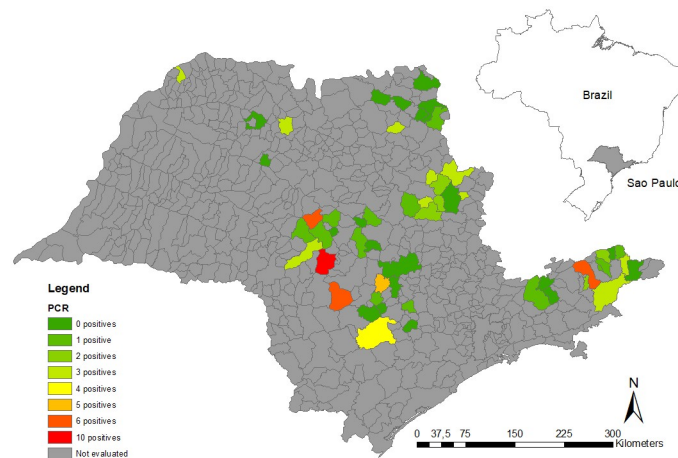 Brazil
Sao Paulo
Legend
PCR
0 positives
1 positive
2 positives
3 positives
4 positives
5 positives
6 positives
10 positives
Not evaluated
N
0 37,5 75 150 225 300
Kilometers